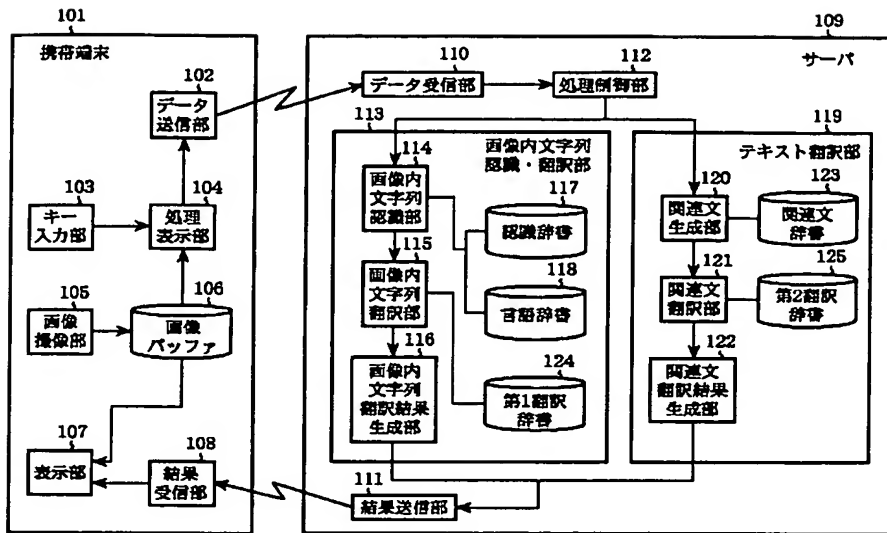 101
携帯端末
102
データ
送信部
103
キー
入力部
104
処理
表示部
105
画像
撮像部
106
画像
バッファ
107
表示部
108
結果
受信部
109
サーバ
110
データ受信部
112
処理制御部
113
画像内文字列
認識・翻訳部
114
画像内
文字列
認識部
117
認識辞書
115
画像内
文字列
翻訳部
118
言語辞書
116
画像内
文字列
翻訳結果
生成部
124
第1翻訳
辞書
119
テキスト翻訳部
120
関連文
生成部
123
関連文
辞書
121
関連文
翻訳部
125
第2翻訳
辞書
122
関連文
翻訳結果
生成部
111
結果送信部